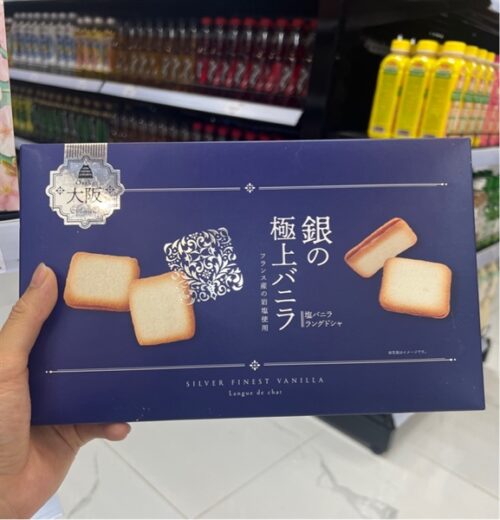 大阪
銀の
極上バニラ
フランス産の岩塩使用
塩バニラ
ラングドシャ
SILVER FINEST VANILLA
Langue de chat